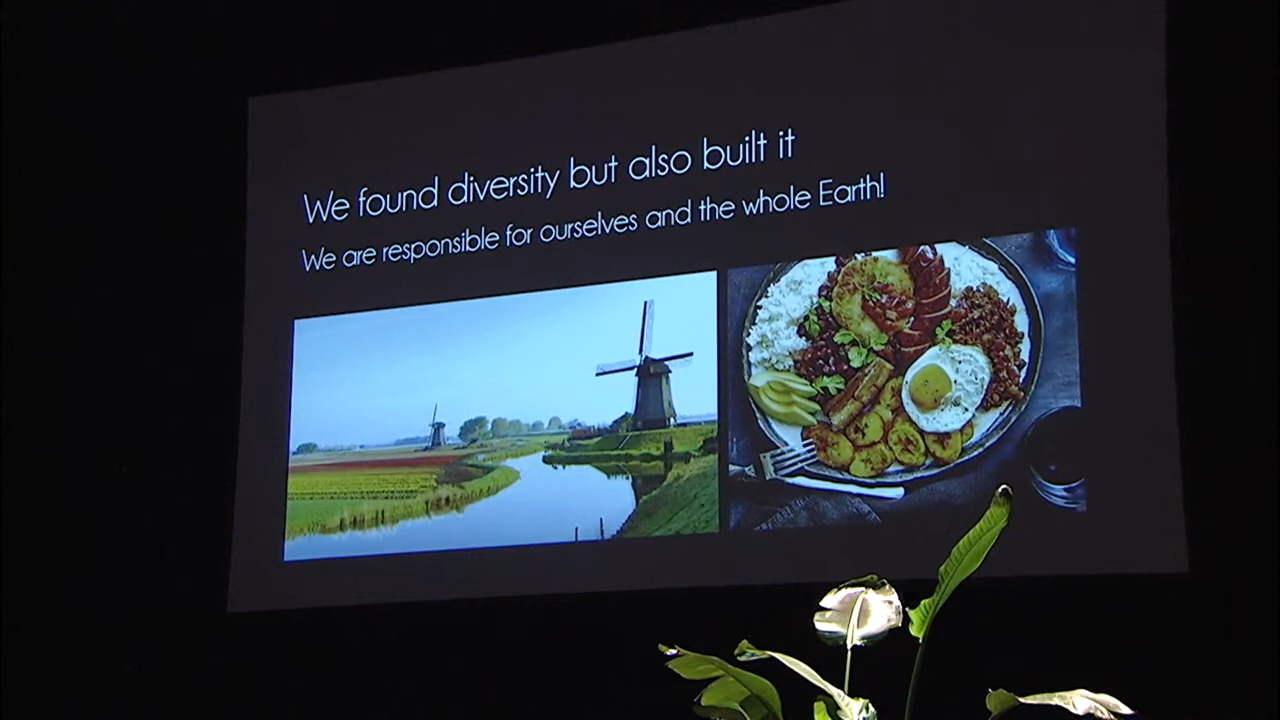 We found diversity but also built it
We are responsible for ourselves and the whole Earth!